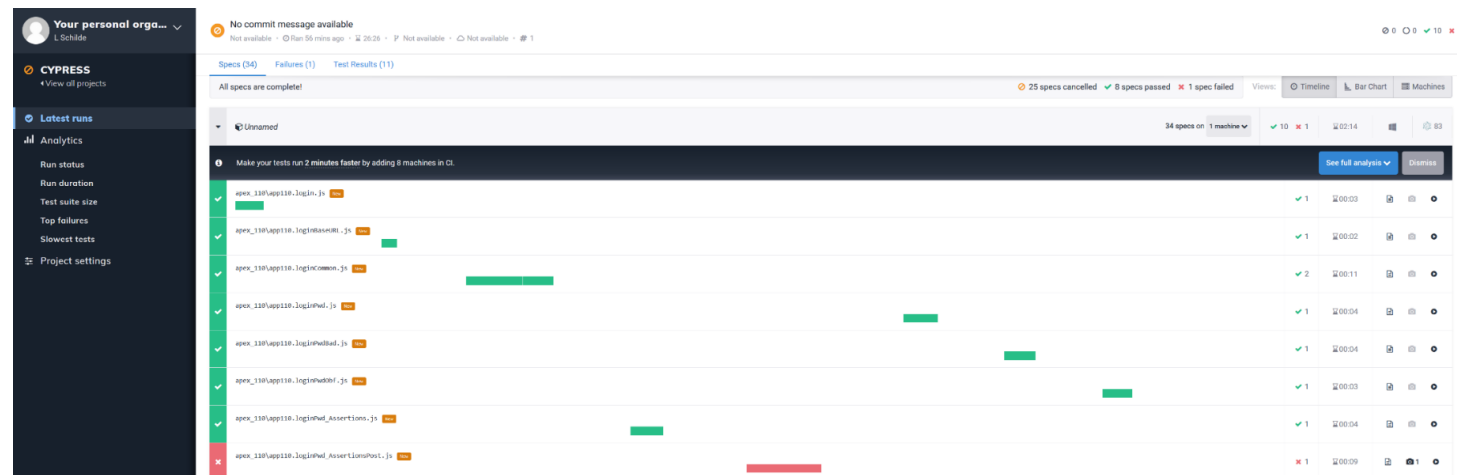 Your personal orga...
L Schilde
CYPRESS
View all projects
Latest runs
Analytics
Run status
Run duration
Test suite size
Top failures
Slowest tests
Project settings
No commit message available
Not available • Ran 56 mins ago • 26:26 • Not available • Not available • # 1
0 0 10
Specs (34) Failures (1) Test Results (11)
All specs are complete! 25 specs cancelled 8 specs passed 1 spec failed Views: Timeline Bar Chart Machines
Unnamed 34 specs on 1 machine 10 1 02:14 83
Make your tests run 2 minutes faster by adding 8 machines in CI. See full analysis Dismiss
apex_110\app110.login.js New 1 00:03
apex_110\app110.loginBaseURL.js New 1 00:02
apex_110\app110.loginCommon.js New 2 00:11
apex_110\app110.loginPwd.js New 1 00:04
apex_110\app110.loginPwdBad.js New 1 00:04
apex_110\app110.loginPwdObf.js New 1 00:03
apex_110\app110.loginPwd_Assertions.js New 1 00:04
apex_110\app110.loginPwd_AssertionsPost.js New 1 00:09 1